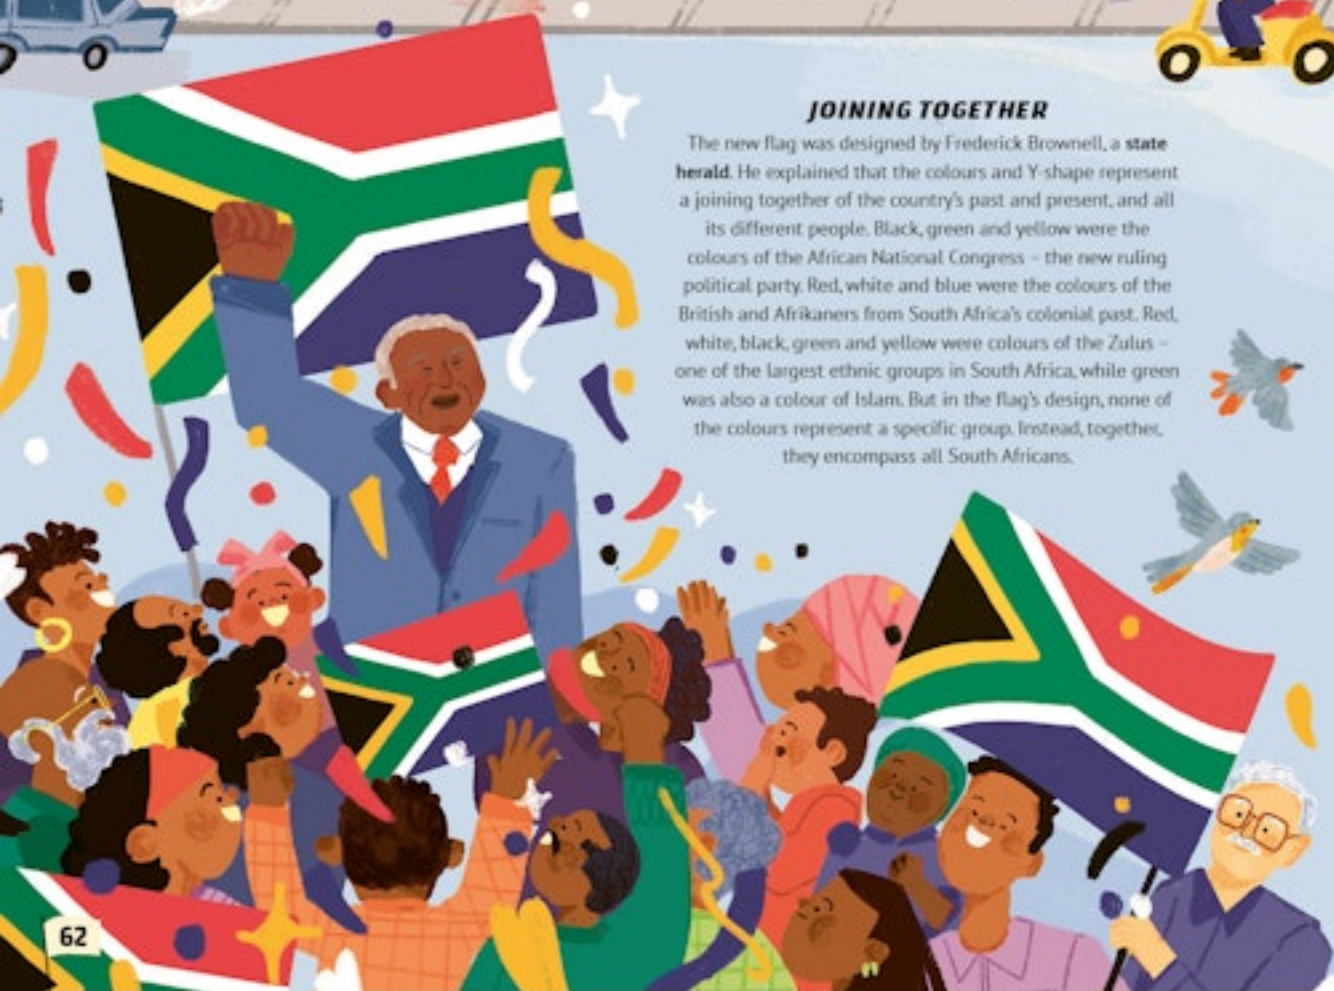 JOINING TOGETHER
The new flag was designed by Frederick Brownell, a state
herald. He explained that the colours and Y-shape represent
a joining together of the country's past and present, and all
its different people. Black, green and yellow were the
colours of the African National Congress – the new ruling
political party. Red, white and blue were the colours of the
British and Afrikaners from South Africa's colonial past. Red,
white, black, green and yellow were colours of the Zulus –
one of the largest ethnic groups in South Africa, while green
was also a colour of Islam. But in the flag's design, none of
the colours represent a specific group. Instead, together,
they encompass all South Africans.
62